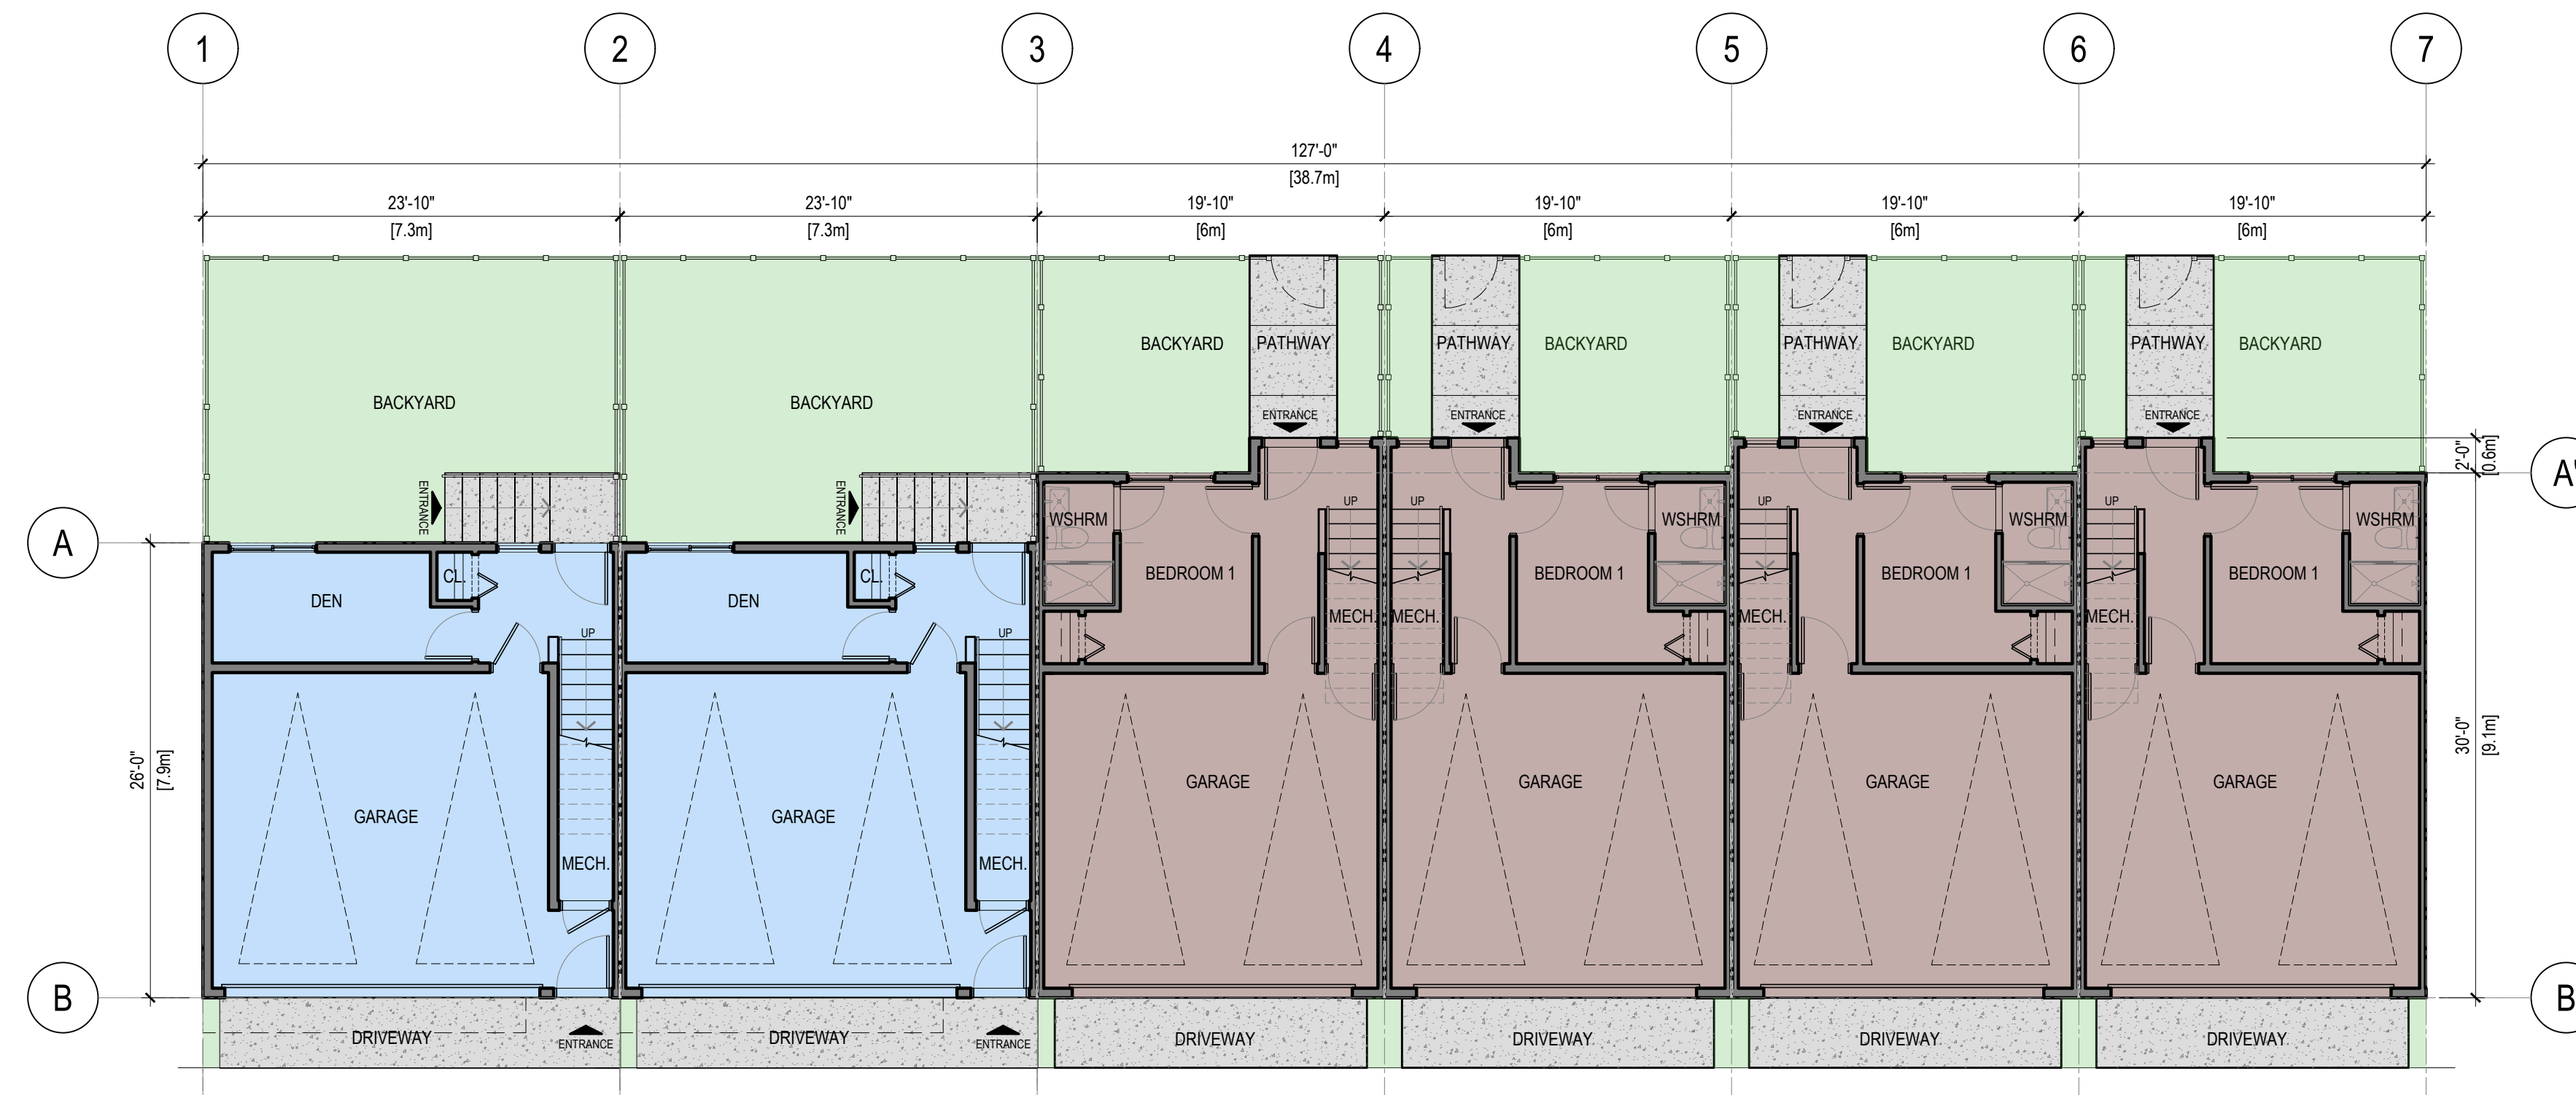 1 2 3 4 5 6 7
127'-0"
[38.7m]
23'-10" 23'-10" 19'-10" 19'-10" 19'-10" 19'-10"
[7.3m] [7.3m] [6m] [6m] [6m] [6m]
BACKYARD PATHWAY PATHWAY BACKYARD PATHWAY BACKYARD PATHWAY BACKYARD
BACKYARD BACKYARD
ENTRANCE ENTRANCE ENTRANCE ENTRANCE
2'-0"
[0.6m]
A'
ENTRANCE ENTRANCE
UP UP UP UP
WSHRM WSHRM WSHRM WSHRM
A
CL. CL.
BEDROOM 1 BEDROOM 1 BEDROOM 1 BEDROOM 1
DEN DEN
MECH. MECH. MECH. MECH.
UP UP
26'-0"
[7.9m]
30'-0"
[9.1m]
GARAGE GARAGE GARAGE GARAGE
GARAGE GARAGE
MECH. MECH.
B B
DRIVEWAY DRIVEWAY DRIVEWAY DRIVEWAY DRIVEWAY DRIVEWAY
ENTRANCE ENTRANCE